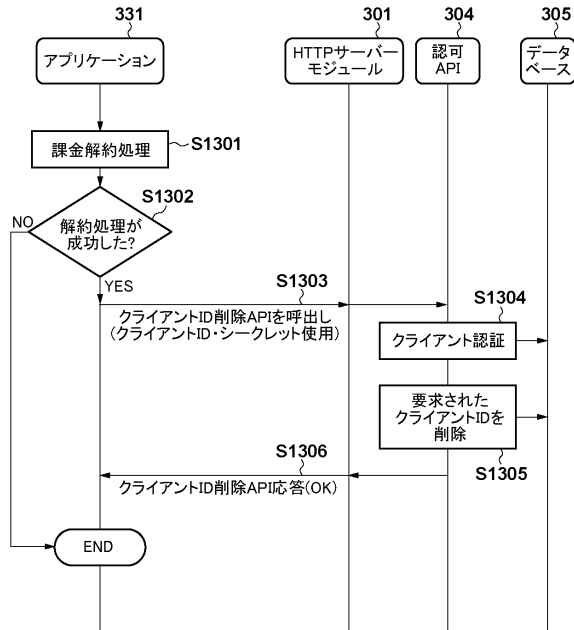 331
301
304
305
アプリケーション
HTTPサーバー
モジュール
認可
API
データ
ベース
課金解約処理
S1301
S1302
解約処理が
成功した?
NO
YES
S1303
クライアントID削除APIを呼出し
(クライアントID・シークレット使用)
S1304
クライアント認証
要求された
クライアントIDを
削除
S1305
S1306
クライアントID削除API応答(OK)
END